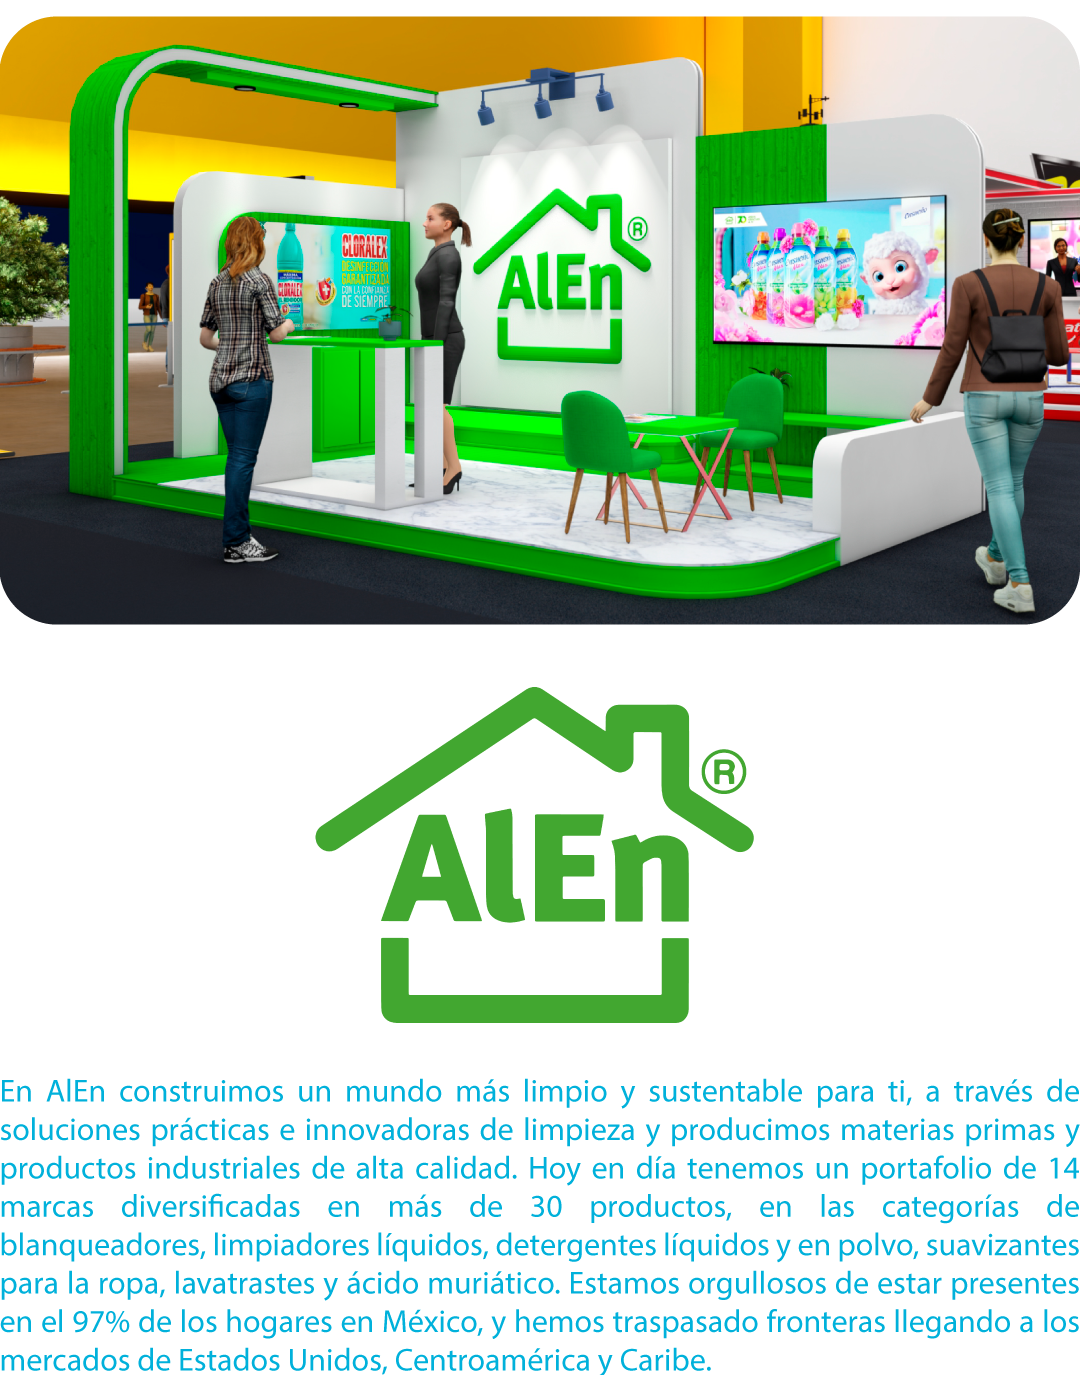 CLORALEX
DESINFECCIÓN
GARANTIZADA
CON LA CONFIANZA
DE SIEMPRE
CLORALEX
AlEn®
Ensueño
AlEn®
En AlEn construimos un mundo más limpio y sustentable para ti, a través de
soluciones prácticas e innovadoras de limpieza y producimos materias primas y
productos industriales de alta calidad. Hoy en día tenemos un portafolio de 14
marcas diversificadas en más de 30 productos, en las categorías de
blanqueadores, limpiadores líquidos, detergentes líquidos y en polvo, suavizantes
para la ropa, lavatrastes y ácido muriático. Estamos orgullosos de estar presentes
en el 97% de los hogares en México, y hemos traspasado fronteras llegando a los
mercados de Estados Unidos, Centroamérica y Caribe.